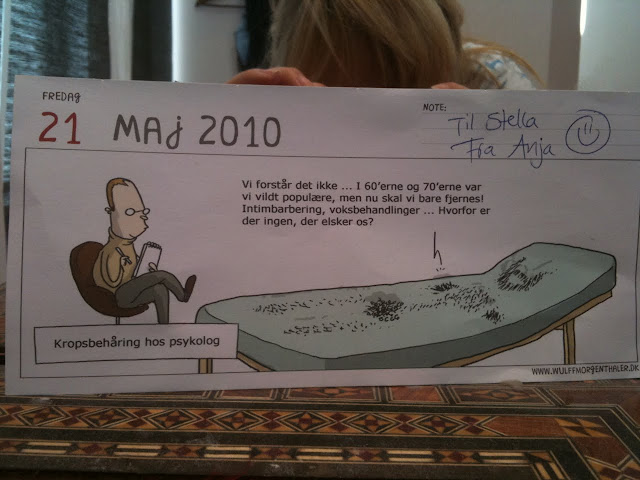 FREDAG
21 MAJ 2010
NOTE:
Til Stella
Fra Anja
Vi forstår det ikke ... I 60'erne og 70'erne var
vi vildt populære, men nu skal vi bare fjernes!
Intimbarbering, voksbehandlinger ... Hvorfor er
der ingen, der elsker os?
Kropsbehåring hos psykolog
WWW.WULFFMORGENTHALER.DK